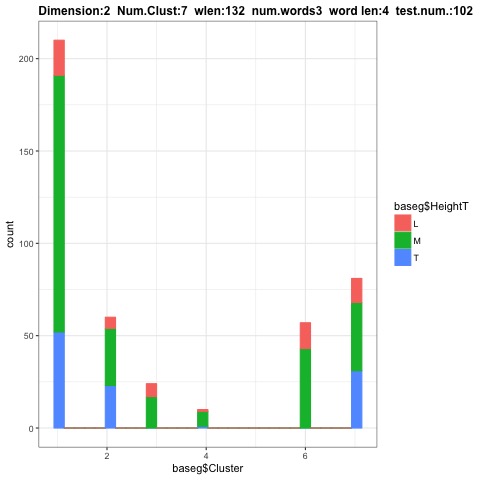 Dimension:2 Num.Clust:7 wlen:132 num.words3 word len:4 test.num.:102
200
150
100
50
0
count
2 4 6
baseg$Cluster
baseg$HeightT
L
M
T